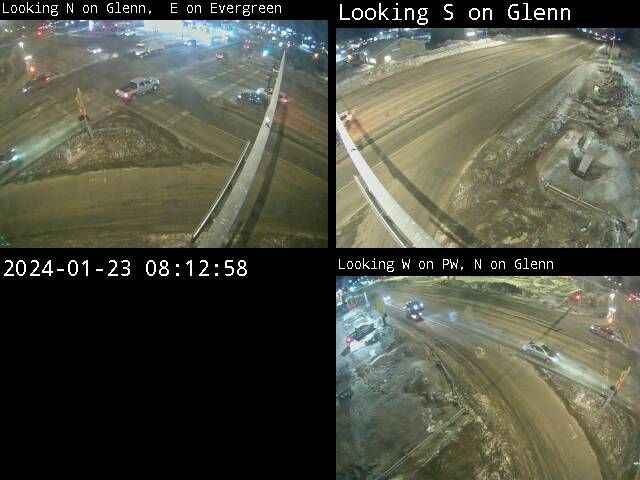 Looking N on Glenn,  E on Evergreen
Looking S on Glenn
2024-01-23 08:12:58
Looking W on PW, N on Glenn